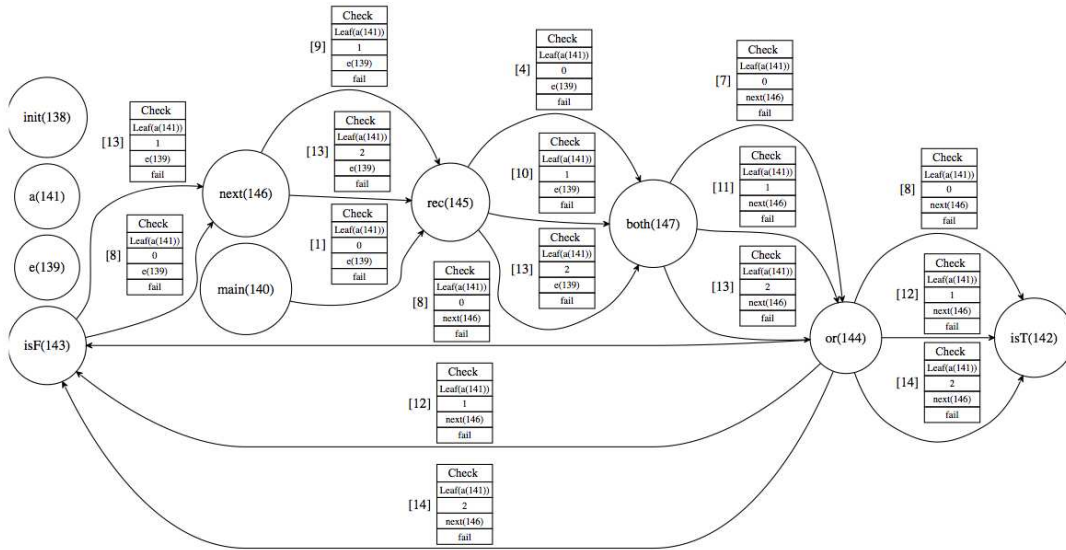 init(138)
a(141)
e(139)
isF(143)
[13]
Check
Leaf(a(141))
1
e(139)
fail
[8]
Check
Leaf(a(141))
0
e(139)
fail
next(146)
main(140)
[9]
Check
Leaf(a(141))
1
e(139)
fail
[13]
Check
Leaf(a(141))
2
e(139)
fail
[1]
Check
Leaf(a(141))
0
e(139)
fail
rec(145)
[4]
Check
Leaf(a(141))
0
e(139)
fail
[10]
Check
Leaf(a(141))
1
e(139)
fail
[13]
Check
Leaf(a(141))
2
e(139)
fail
both(147)
[7]
Check
Leaf(a(141))
0
next(146)
fail
[11]
Check
Leaf(a(141))
1
next(146)
fail
[13]
Check
Leaf(a(141))
2
next(146)
fail
or(144)
[8]
Check
Leaf(a(141))
0
next(146)
fail
[12]
Check
Leaf(a(141))
1
next(146)
fail
[14]
Check
Leaf(a(141))
2
next(146)
fail
isT(142)
[8]
Check
Leaf(a(141))
0
next(146)
fail
[12]
Check
Leaf(a(141))
1
next(146)
fail
[14]
Check
Leaf(a(141))
2
next(146)
fail